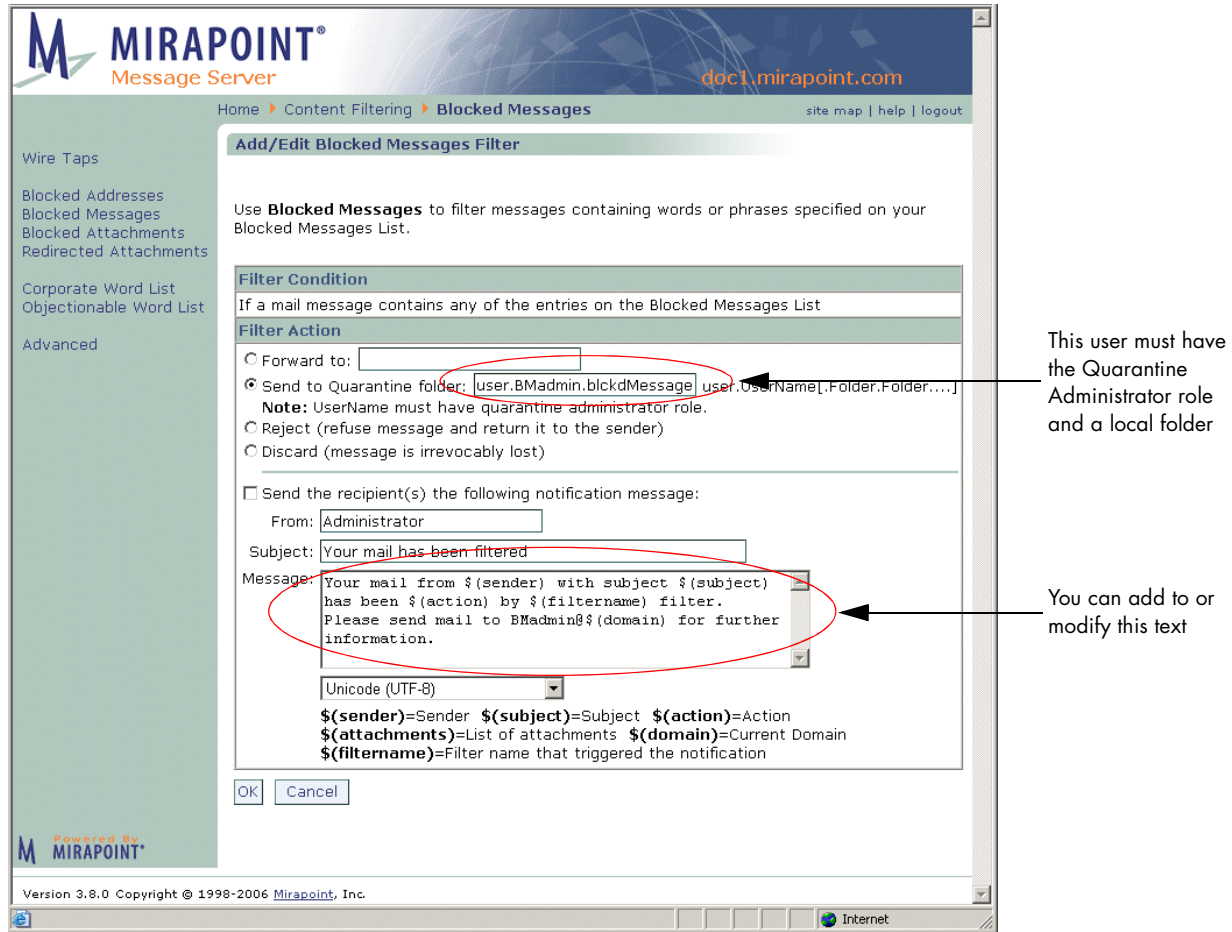 MIRAPOINT®
Message Server
doc1.mirapoint.com
Home Content Filtering Blocked Messages
site map | help | logout
Wire Taps
Blocked Addresses
Blocked Messages
Blocked Attachments
Redirected Attachments
Corporate Word List
Objectionable Word List
Advanced
Add/Edit Blocked Messages Filter
Use Blocked Messages to filter messages containing words or phrases specified on your
Blocked Messages List.
Filter Condition
If a mail message contains any of the entries on the Blocked Messages List
Filter Action
Forward to:
Send to Quarantine folder: user.BMadmin.blckdMessage user.UserName[.Folder.Folder....]
Note: UserName must have quarantine administrator role.
Reject (refuse message and return it to the sender)
Discard (message is irrevocably lost)
Send the recipient(s) the following notification message:
From: Administrator
Subject: Your mail has been filtered
Message: Your mail from $(sender) with subject $(subject)
has been $(action) by $(filtername) filter.
Please send mail to BMadmin@$(domain) for further
information.
Unicode (UTF-8)
$(sender)=Sender $(subject)=Subject $(action)=Action
$(attachments)=List of attachments $(domain)=Current Domain
$(filtername)=Filter name that triggered the notification
OK Cancel
Powered By
MIRAPOINT®
Version 3.8.0 Copyright © 1998-2006 Mirapoint, Inc.
Internet
This user must have
the Quarantine
Administrator role
and a local folder
You can add to or
modify this text